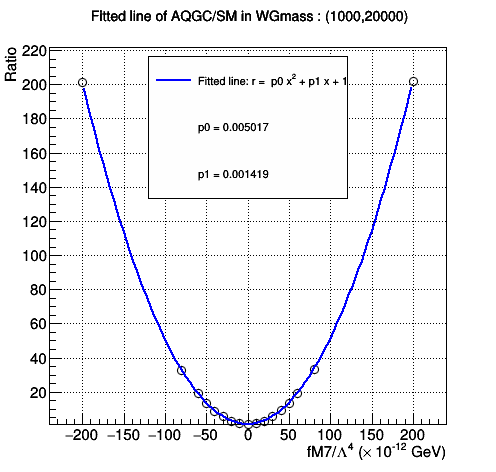 FItted line of AQGC/SM in WGmass : (1000,20000)
Ratio
220
200
180
160
140
120
100
80
60
40
20
Fitted line: r = p0 x² + p1 x + 1
p0 = 0.005017
p1 = 0.001419
−200 −150 −100 −50 0 50 100 150 200
fM7/Λ⁴ (× 10⁻¹² GeV)